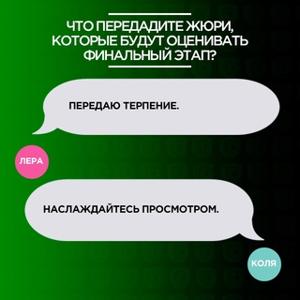 ЧТО ПЕРЕДАДИТЕ ЖЮРИ,
КОТОРЫЕ БУДУТ ОЦЕНИВАТЬ
ФИНАЛЬНЫЙ ЭТАП?
ПЕРЕДАЮ ТЕРПЕНИЕ.
ЛЕРА
НАСЛАЖДАЙТЕСЬ ПРОСМОТРОМ.
КОЛЯ